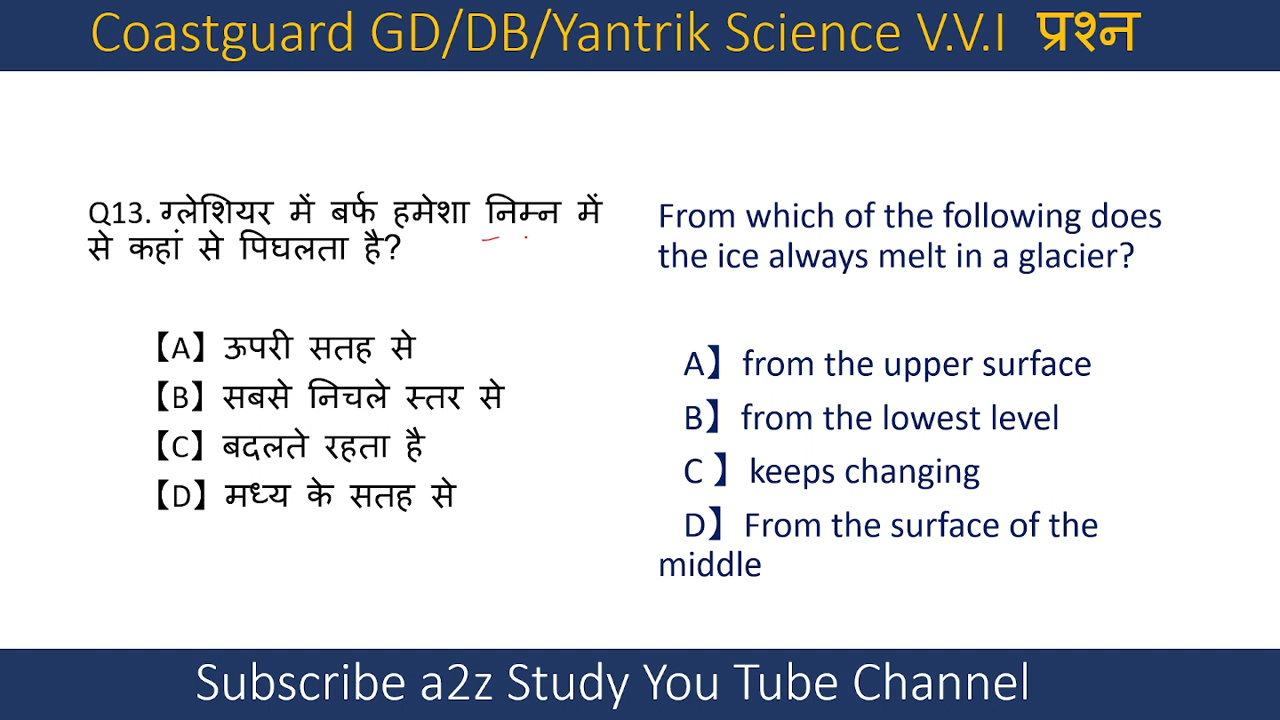 Coastguard GD/DB/Yantrik Science V.V.I प्रश्न
Q13. ग्लेशियर में बर्फ हमेशा निम्न में
से कहां से पिघलता है?
【A】ऊपरी सतह से
【B】सबसे निचले स्तर से
【C】बदलते रहता है
【D】मध्य के सतह से
From which of the following does
the ice always melt in a glacier?
A】from the upper surface
B】from the lowest level
C 】 keeps changing
D】From the surface of the
middle
Subscribe a2z Study You Tube Channel